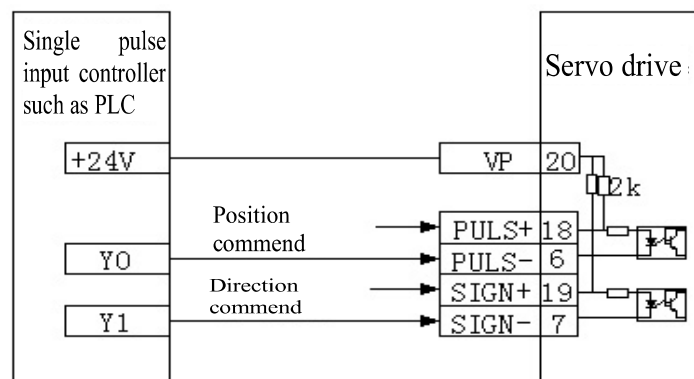 Single pulse
input controller
such as PLC
Servo drive
+24V
VP 20
2k
Position
commend
PULS+ 18
Y0
PULS- 6
Direction
commend
SIGN+ 19
Y1
SIGN- 7